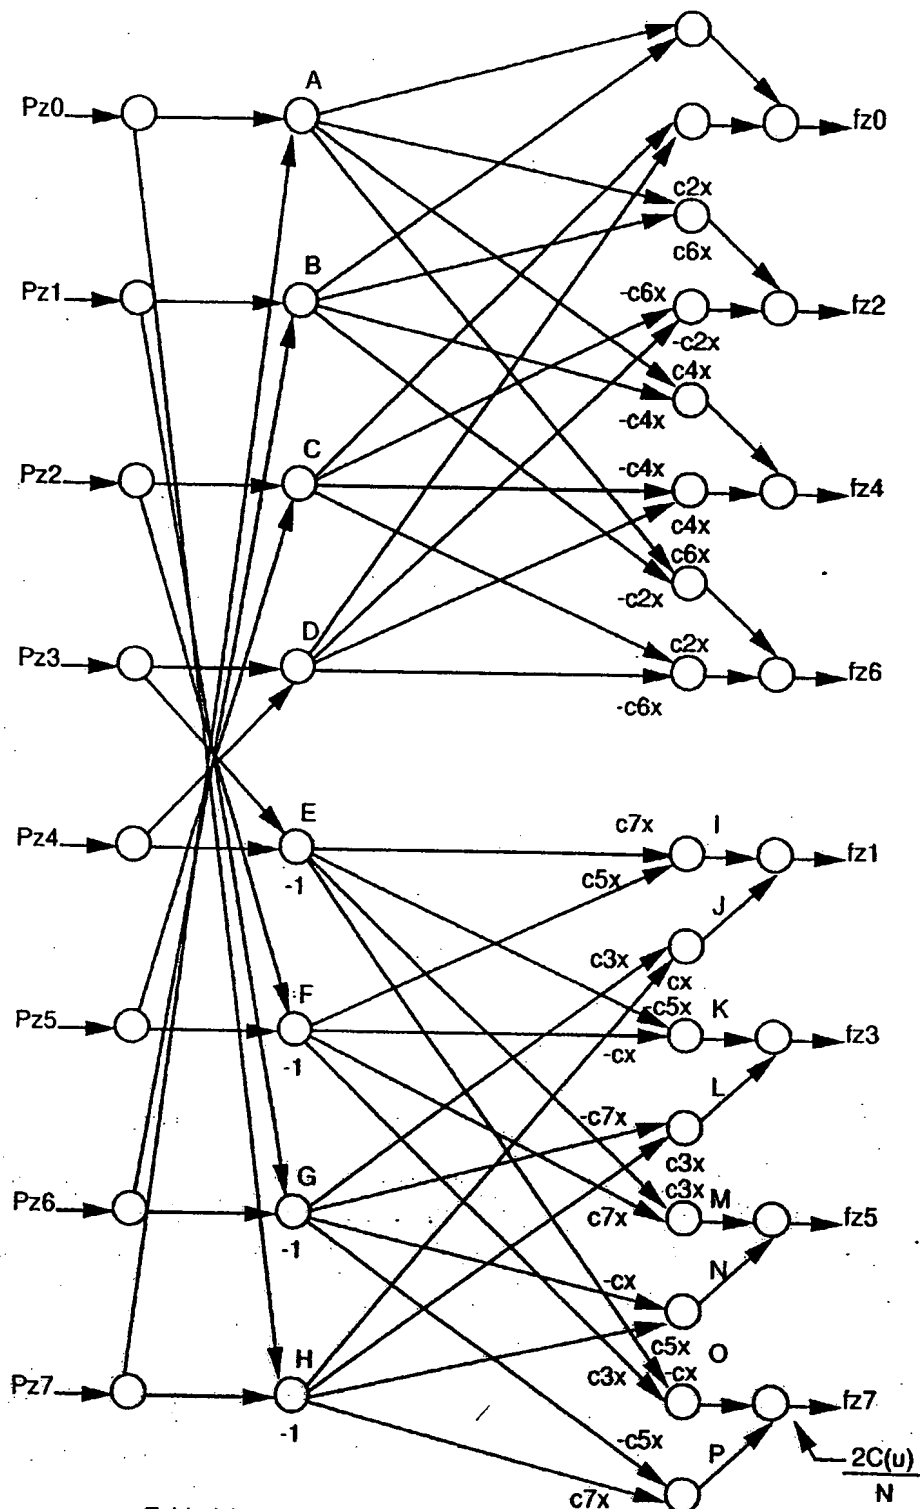 A
Pz0
fz0
c2x
B
c6x
Pz1
-c6x
fz2
-c2x
c4x
-c4x
C
-c4x
Pz2
fz4
c4x
c6x
-c2x
D
c2x
Pz3
fz6
-c6x
E
c7x
I
Pz4
fz1
-1
c5x
J
c3x
cx
F
-c5x
K
Pz5
fz3
-cx
-1
L
-c7x
c3x
G
c3x
M
Pz6
c7x
fz5
-1
N
-cx
c5x
O
H
-cx
Pz7
c3x
fz7
-1
-c5x
P
2C(u)
N
c7x